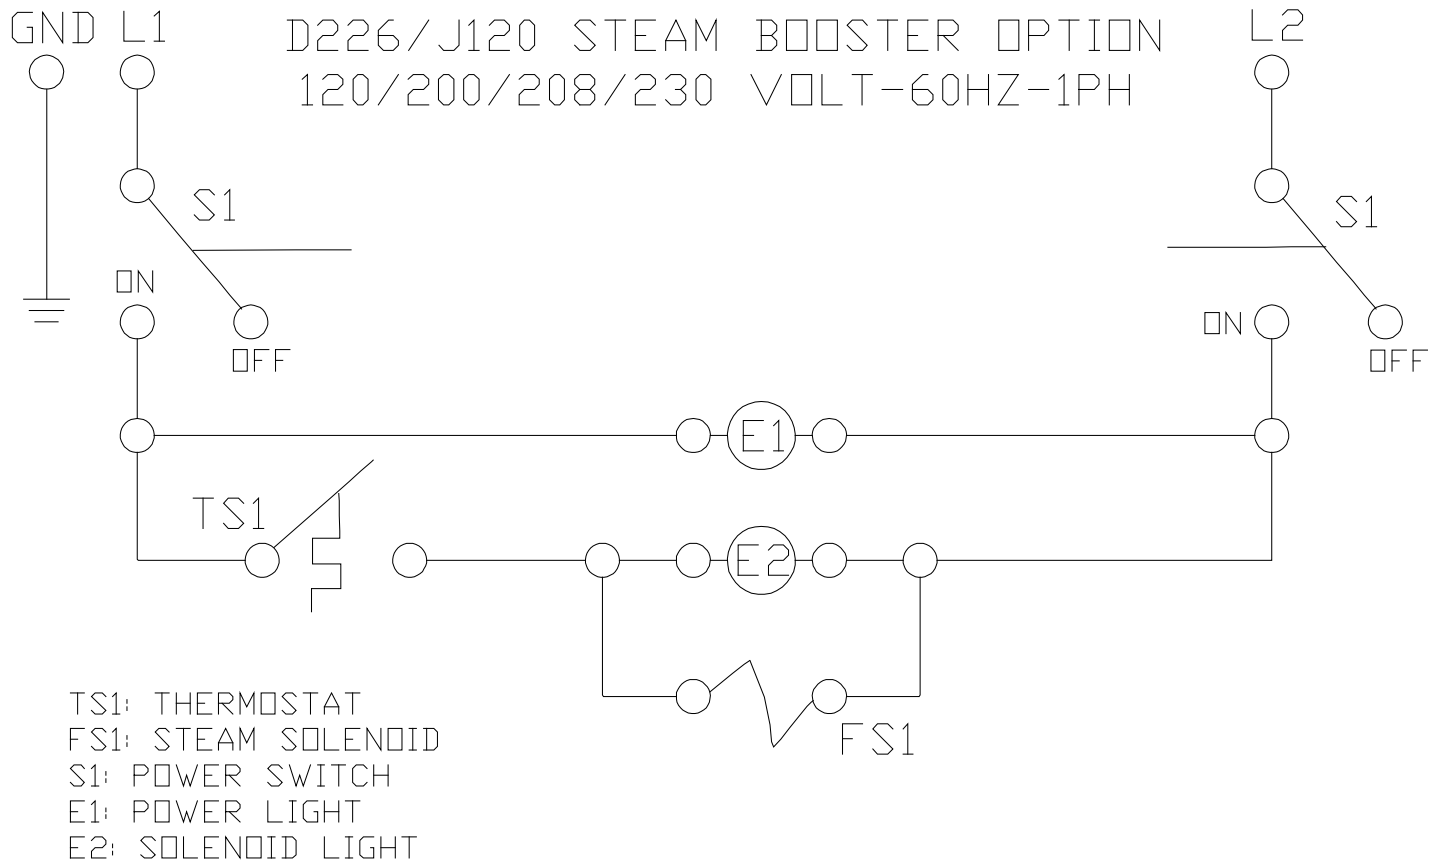 GND L1 D226/J120 STEAM BOOSTER OPTION L2
120/200/208/230 VOLT-60HZ-1PH
S1 S1
ON ON
OFF OFF
E1
TS1 E2
FS1
TS1: THERMOSTAT
FS1: STEAM SOLENOID
S1: POWER SWITCH
E1: POWER LIGHT
E2: SOLENOID LIGHT